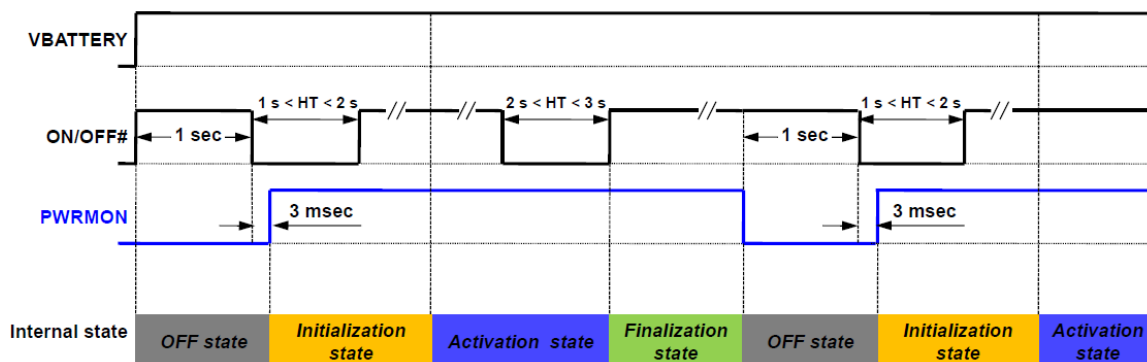 VBATTERY
1 s < HT < 2 s
2 s < HT < 3 s
1 s < HT < 2 s
ON/OFF#
1 sec
1 sec
PWRMON
3 msec
3 msec
Internal state
OFF state
Initialization
state
Activation state
Finalization
state
OFF state
Initialization
state
Activation
state